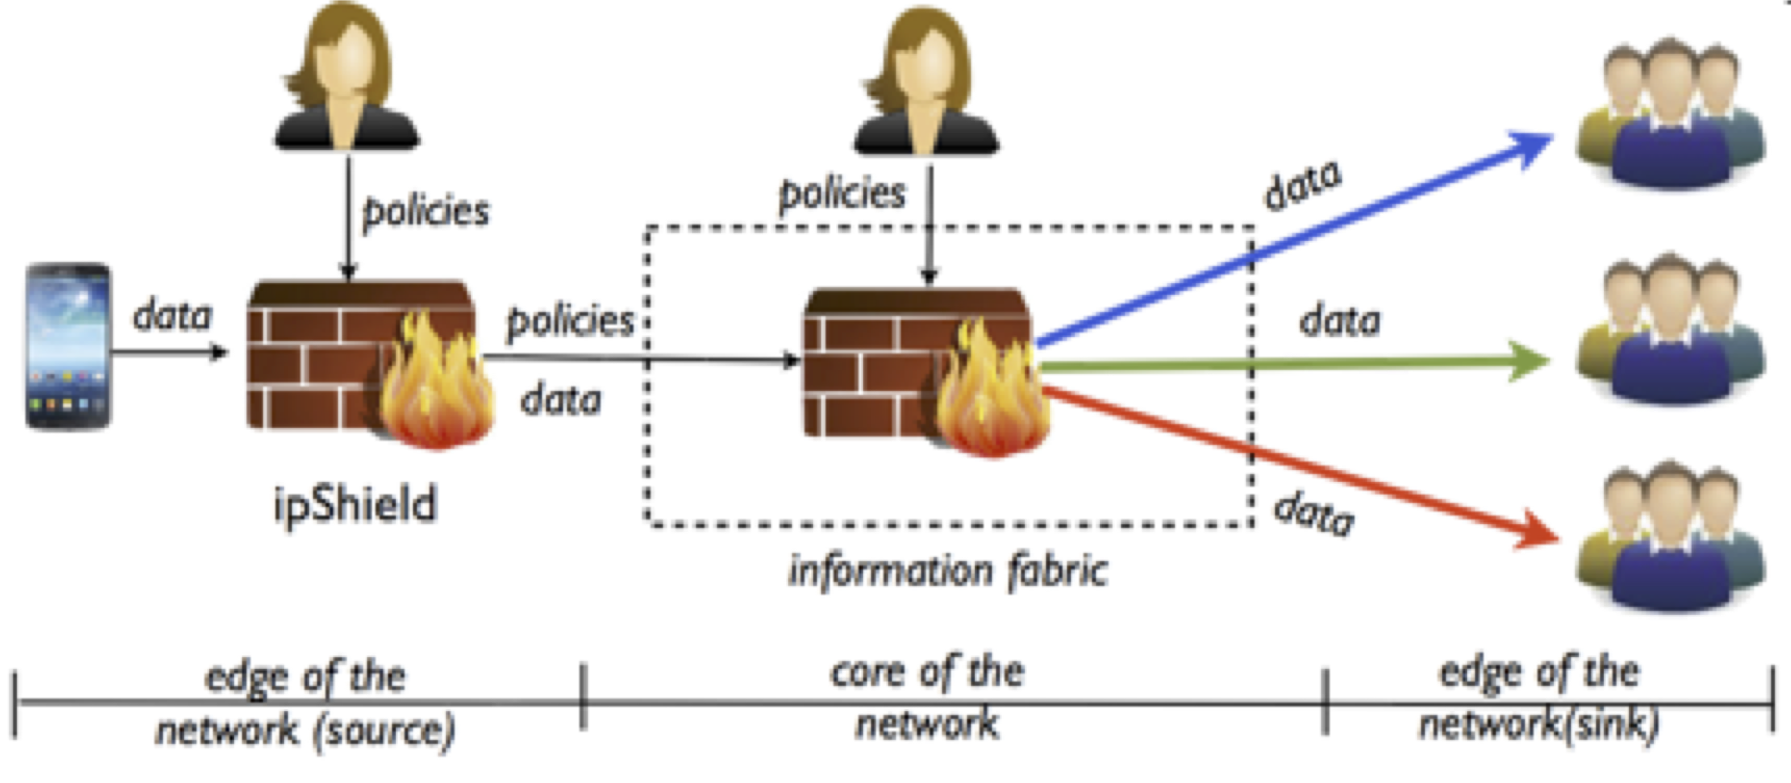 policies
policies
data
data
policies
data
data
ipShield
data
information fabric
edge of the
network (source)
core of the
network
edge of the
network(sink)